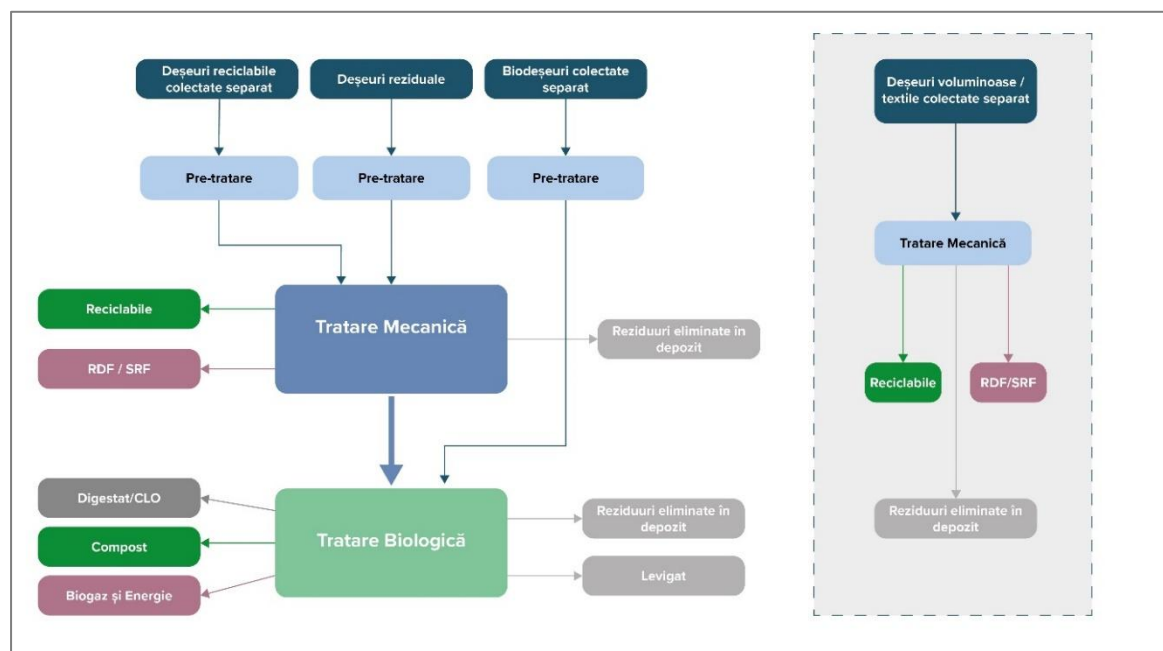 Deșeuri reciclabile
colectate separat
Deșeuri reziduale
Biodeșeuri colectate
separat
Pre-tratare
Pre-tratare
Pre-tratare
Reciclabile
RDF / SRF
Tratare Mecanică
Reziduuri eliminate în
depozit
Digestat/CLO
Compost
Biogaz și Energie
Tratare Biologică
Reziduuri eliminate în
depozit
Levigat
Deșeuri voluminoase /
textile colectate separat
Tratare Mecanică
Reciclabile
RDF/SRF
Reziduuri eliminate în
depozit